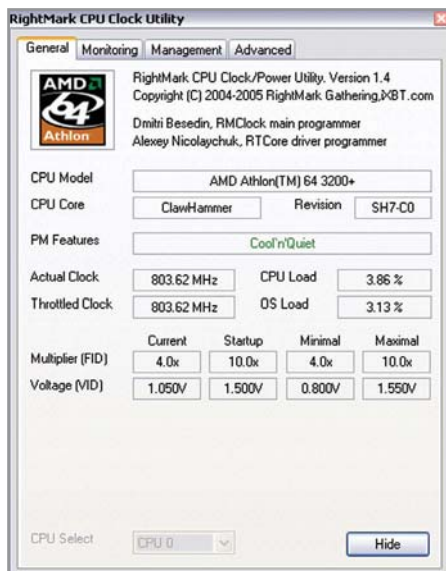 RightMark CPU Clock Utility
General Monitoring Management Advanced
AMD
64
Athlon
RightMark CPU Clock/Power Utility. Version 1.4
Copyright (C) 2004-2005 RightMark Gathering,iXBT.com
Dmitri Besedin, RMClock main programmer
Alexey Nicolaychuk, RTCore driver programmer
CPU Model AMD Athlon(TM) 64 3200+
CPU Core ClawHammer Revision SH7-C0
PM Features Cool'n'Quiet
Actual Clock 803.62 MHz CPU Load 3.86 %
Throttled Clock 803.62 MHz OS Load 3.13 %
Current Startup Minimal Maximal
Multiplier (FID) 4.0x 10.0x 4.0x 10.0x
Voltage (VID) 1.050V 1.500V 0.800V 1.550V
CPU Select CPU 0 Hide